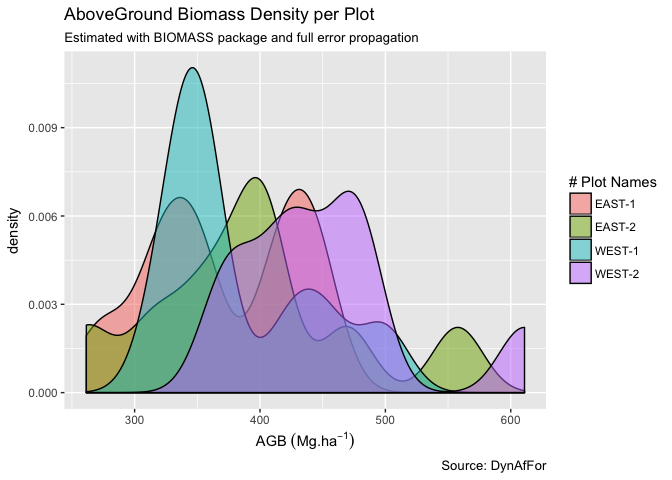 AboveGround Biomass Density per Plot
Estimated with BIOMASS package and full error propagation
0.009
0.006
0.003
0.000
density
300 400 500 600
AGB (Mg.ha⁻¹)
# Plot Names
EAST-1
EAST-2
WEST-1
WEST-2
Source: DynAfFor